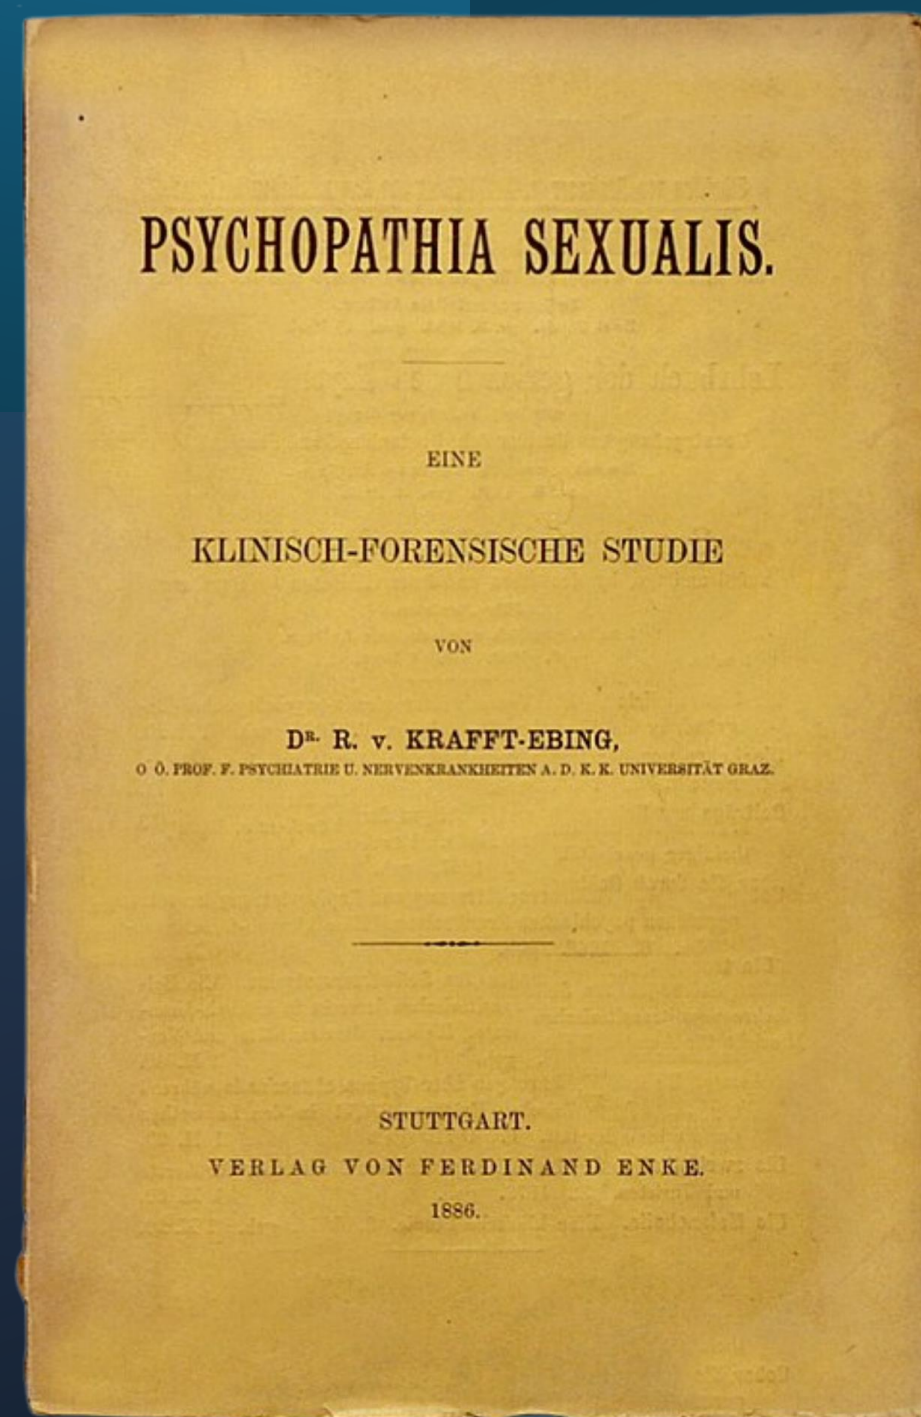 PSYCHOPATHIA SEXUALIS.
EINE
KLINISCH-FORENSISCHE STUDIE
VON
DR. R. v. KRAFFT-EBING,
O Ö. PROF. F. PSYCHIATRIE U. NERVENKRANKHEITEN A. D. K. K. UNIVERSITÄT GRAZ.
STUTTGART.
VERLAG VON FERDINAND ENKE.
1886.